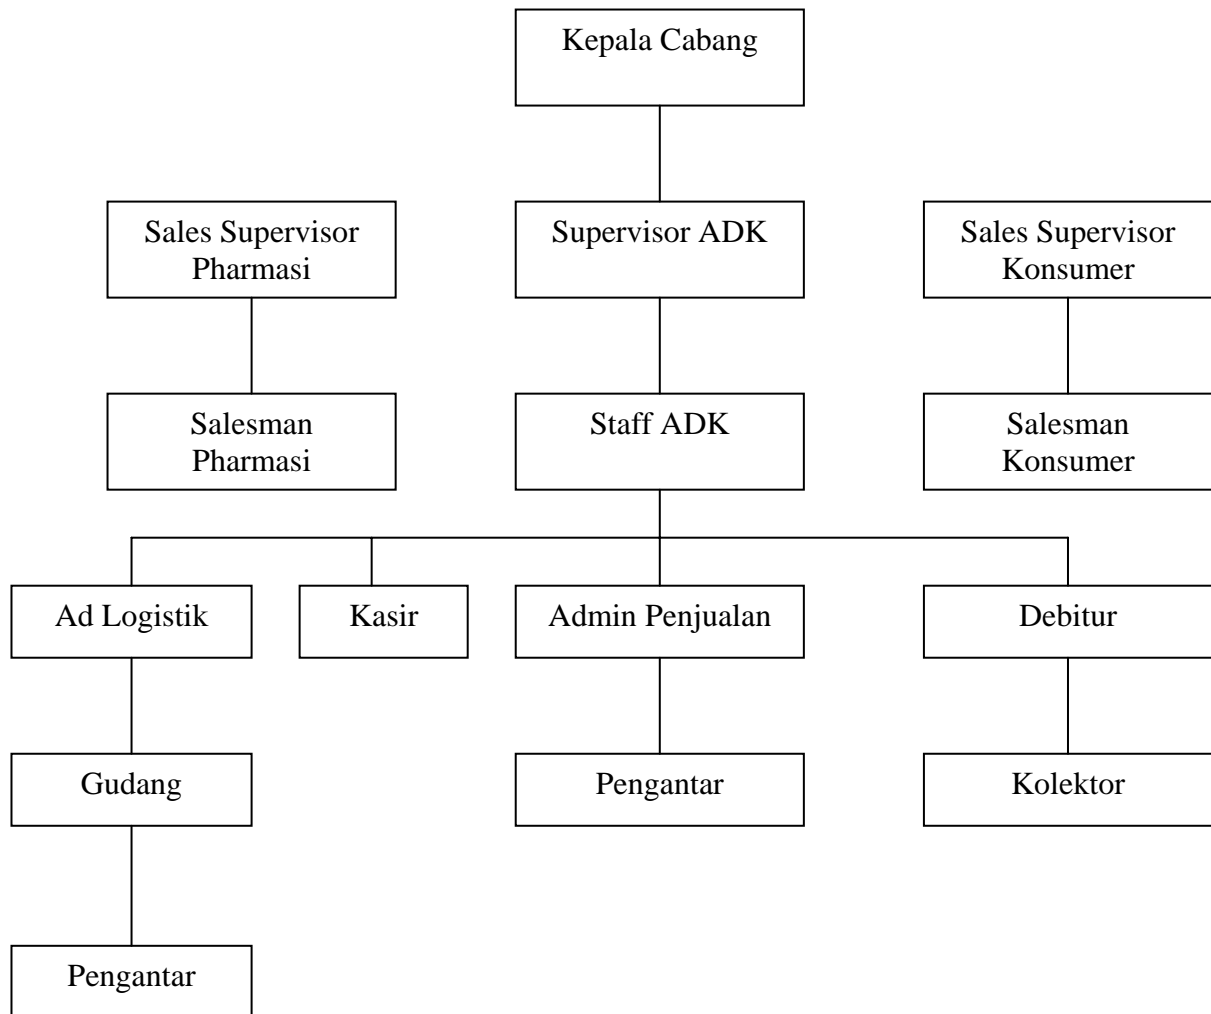 Kepala Cabang
Sales Supervisor
Pharmasi
Supervisor ADK
Sales Supervisor
Konsumer
Salesman
Pharmasi
Staff ADK
Salesman
Konsumer
Ad Logistik
Kasir
Admin Penjualan
Debitur
Gudang
Pengantar
Kolektor
Pengantar